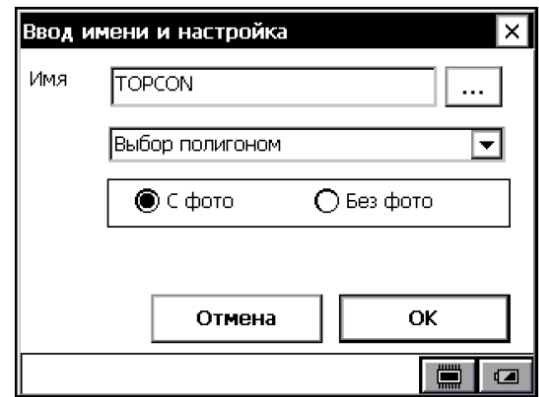 Ввод имени и настройка
Имя TOPCON ...
Выбор полигоном
С фото Без фото
Отмена OK